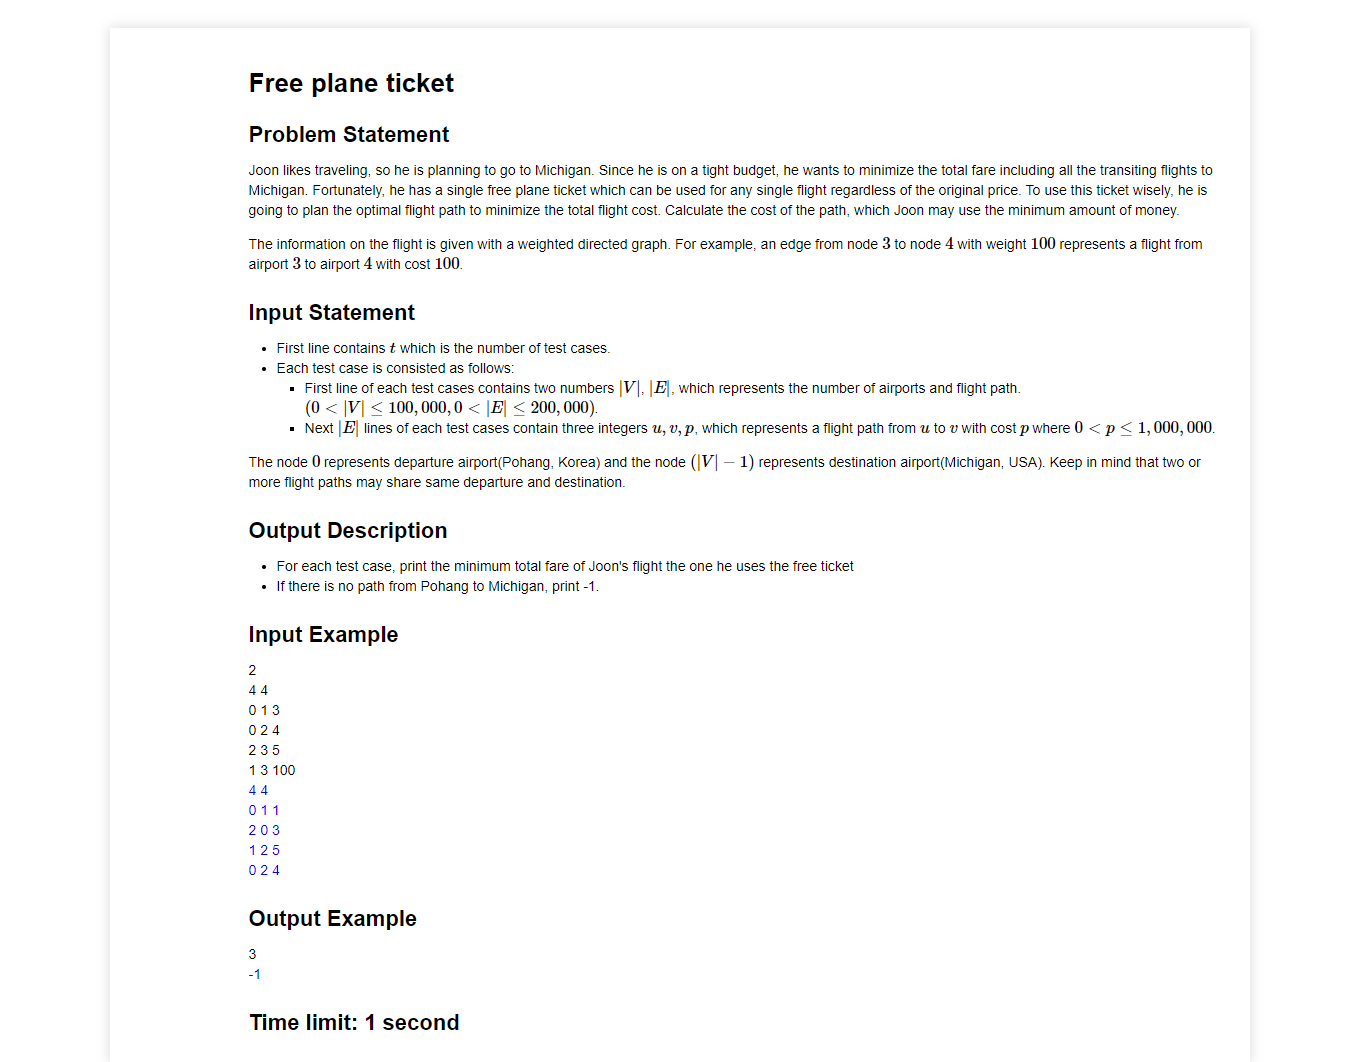 Free plane ticket
Problem Statement
Joon likes traveling, so he is planning to go to Michigan. Since he is on a tight budget, he wants to minimize the total fare including all the transiting flights to
Michigan. Fortunately, he has a single free plane ticket which can be used for any single flight regardless of the original price. To use this ticket wisely, he is
going to plan the optimal flight path to minimize the total flight cost. Calculate the cost of the path, which Joon may use the minimum amount of money.
The information on the flight is given with a weighted directed graph. For example, an edge from node 3 to node 4 with weight 100 represents a flight from
airport 3 to airport 4 with cost 100.
Input Statement
• First line contains t which is the number of test cases.
• Each test case is consisted as follows:
▪ First line of each test cases contains two numbers |V|, |E|, which represents the number of airports and flight path.
(0 < |V| ≤ 100,000, 0 < |E| ≤ 200,000).
▪ Next |E| lines of each test cases contain three integers u, v, p, which represents a flight path from u to v with cost p where 0 < p ≤ 1,000,000.
The node 0 represents departure airport(Pohang, Korea) and the node (|V| − 1) represents destination airport(Michigan, USA). Keep in mind that two or
more flight paths may share same departure and destination.
Output Description
• For each test case, print the minimum total fare of Joon's flight the one he uses the free ticket
• If there is no path from Pohang to Michigan, print -1.
Input Example
2
4 4
0 1 3
0 2 4
2 3 5
1 3 100
4 4
0 1 1
2 0 3
1 2 5
0 2 4
Output Example
3
-1
Time limit: 1 second